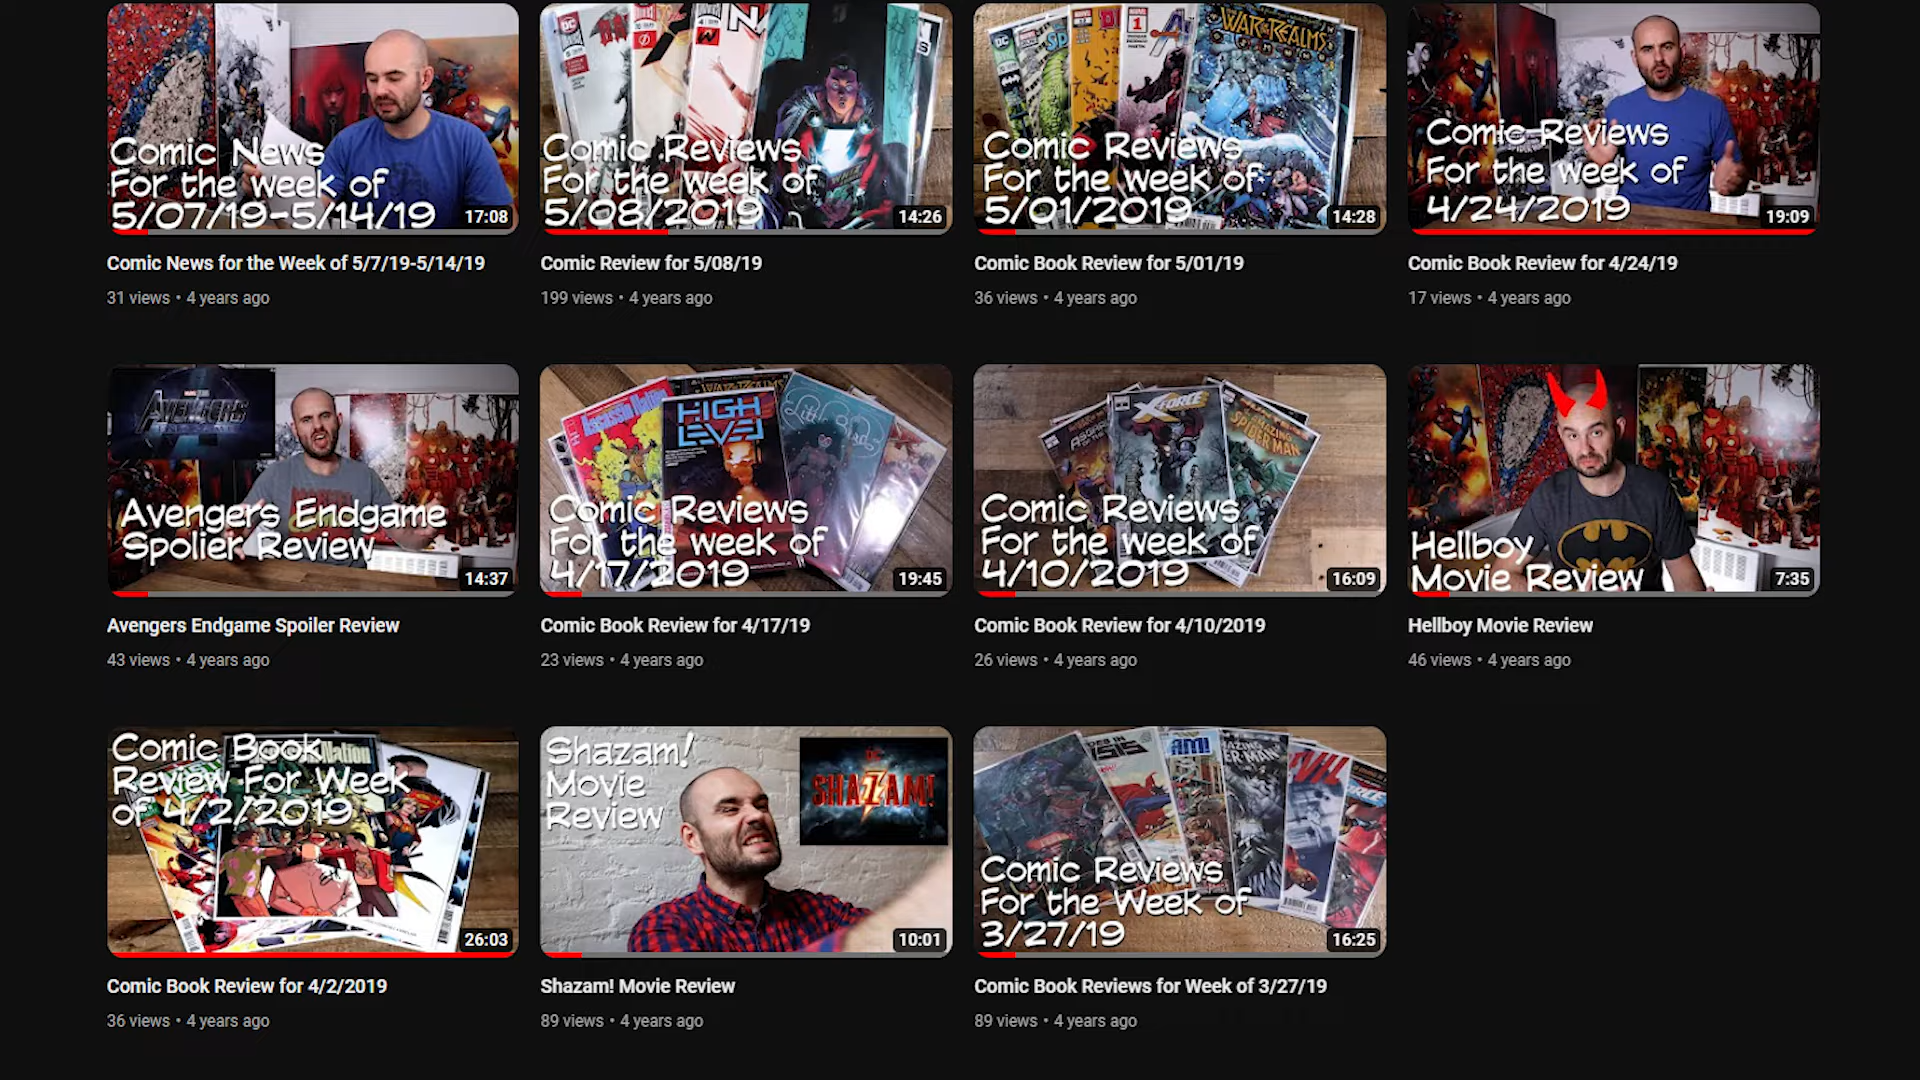 Comic News
For the week of
5/07/19-5/14/19
17:08
Comic News for the Week of 5/7/19-5/14/19
31 views • 4 years ago
Comic Reviews
For the week of
5/08/2019
14:26
Comic Review for 5/08/19
199 views • 4 years ago
WAR OF THE REALMS
Comic Reviews
For the week of
5/01/2019
14:28
Comic Book Review for 5/01/19
36 views • 4 years ago
Comic Reviews
For the week of
4/24/2019
19:09
Comic Book Review for 4/24/19
17 views • 4 years ago
AVENGERS
Avengers Endgame
Spolier Review
14:37
Avengers Endgame Spoiler Review
43 views • 4 years ago
Assassin Nation
HIGH
LEVEL
Comic Reviews
For the week of
4/17/2019
19:45
Comic Book Review for 4/17/19
23 views • 4 years ago
X-FORCE
AMAZING
SPIDER-MAN
Comic Reviews
For the week of
4/10/2019
16:09
Comic Book Review for 4/10/2019
26 views • 4 years ago
Hellboy
Movie Review
7:35
Hellboy Movie Review
46 views • 4 years ago
Comic Book
Review For Week
of 4/2/2019
Nation
26:03
Comic Book Review for 4/2/2019
36 views • 4 years ago
Shazam!
Movie
Review
SHAZAM!
10:01
Shazam! Movie Review
89 views • 4 years ago
Comic Reviews
For the Week of
3/27/19
16:25
Comic Book Reviews for Week of 3/27/19
89 views • 4 years ago